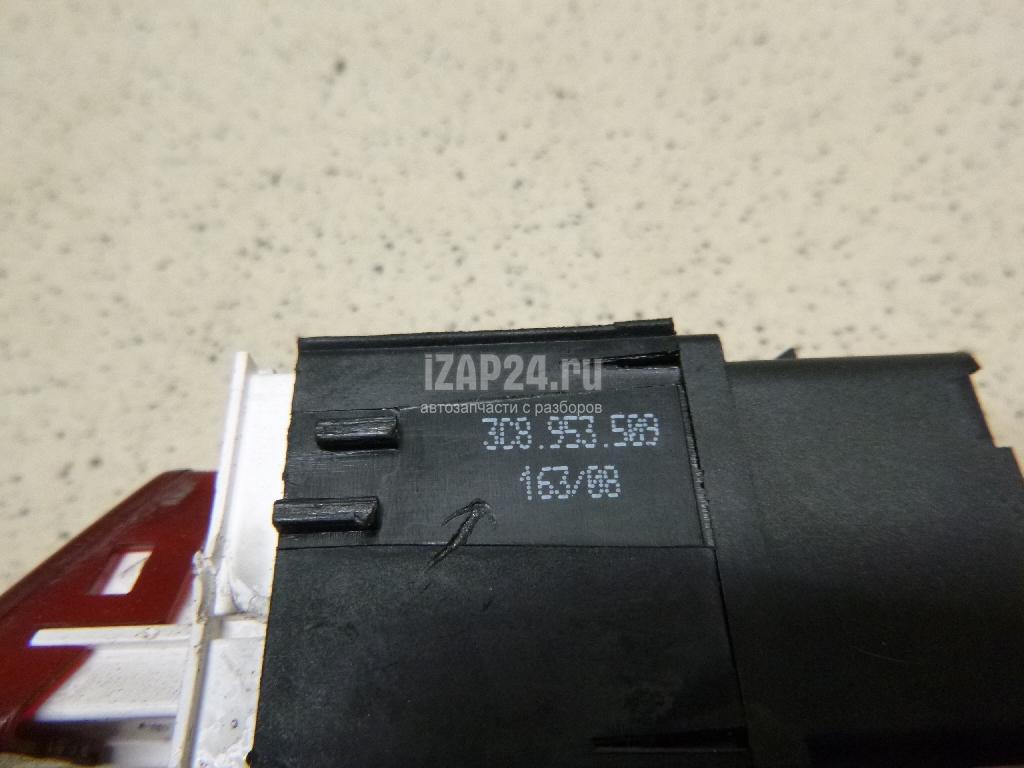 iZAP24.ru
автозапчасти с разборов
3C8.953.509
163/08